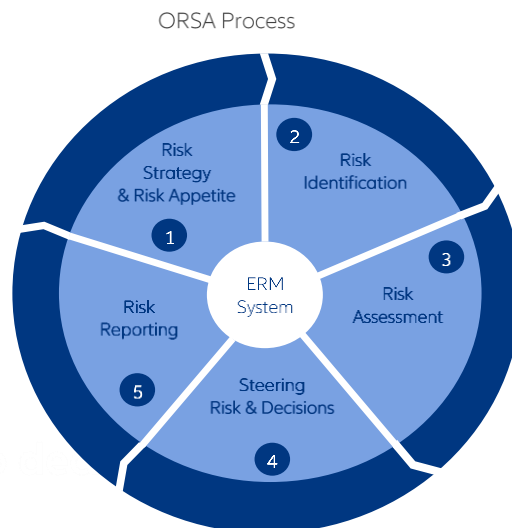 ORSA Process
Risk
Strategy
& Risk Appetite
1
2
Risk
Identification
3
Risk
Assessment
Steering
Risk & Decisions
4
Risk
Reporting
5
ERM
System